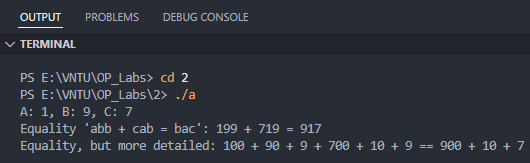 OUTPUT PROBLEMS DEBUG CONSOLE
TERMINAL
PS E:\VNTU\OP_Labs> cd 2
PS E:\VNTU\OP_Labs\2> ./a
A: 1, B: 9, C: 7
Equality 'abb + cab = bac': 199 + 719 = 917
Equality, but more detailed: 100 + 90 + 9 + 700 + 10 + 9 == 900 + 10 + 7